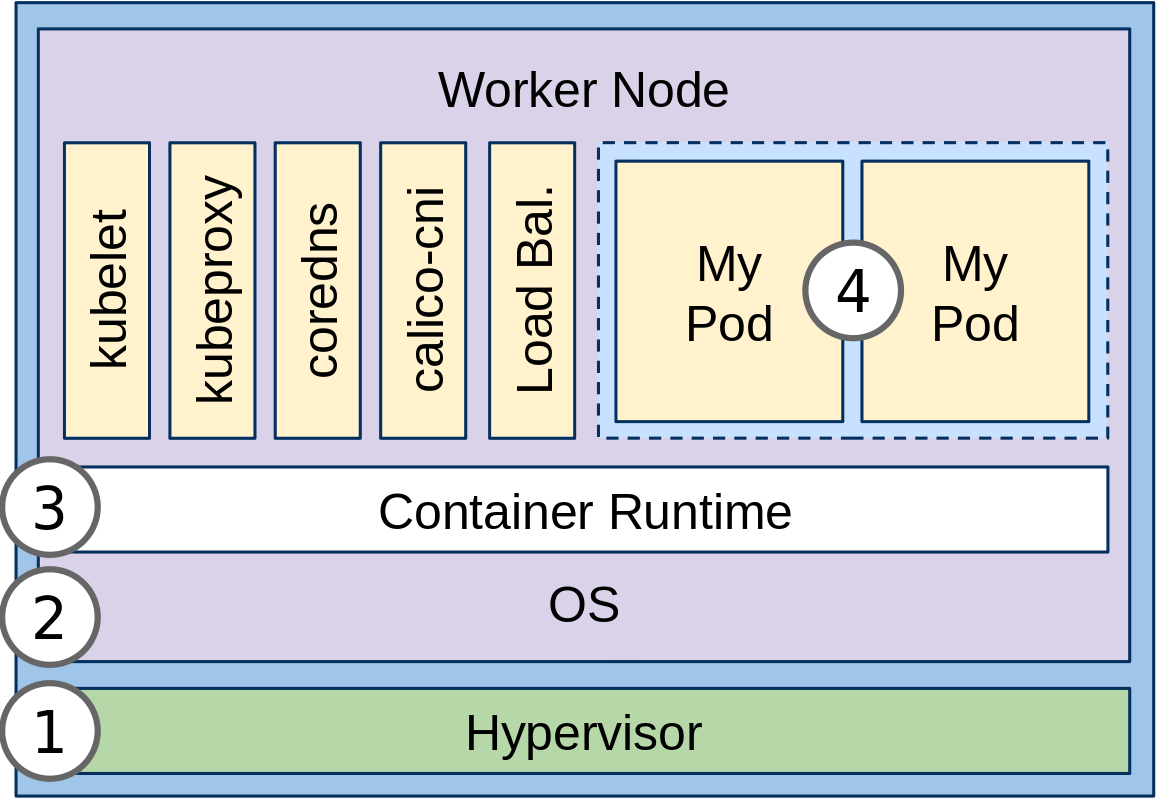 Worker Node
kubelet
kubeproxy
coredns
calico-cni
Load Bal.
My
Pod
4
My
Pod
3
Container Runtime
2
OS
1
Hypervisor